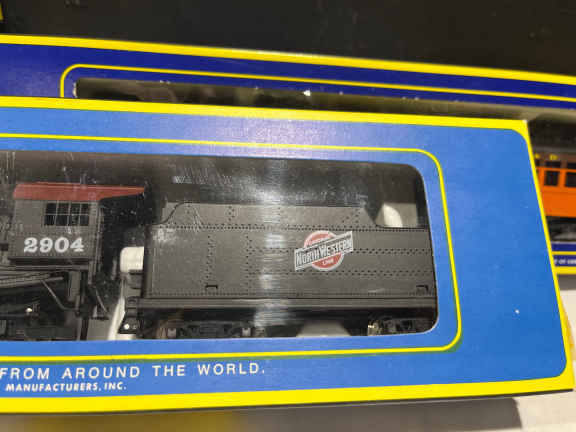 2904
CHICAGO
NORTH WESTERN
LINE
FROM AROUND THE WORLD.
MANUFACTURERS, INC.